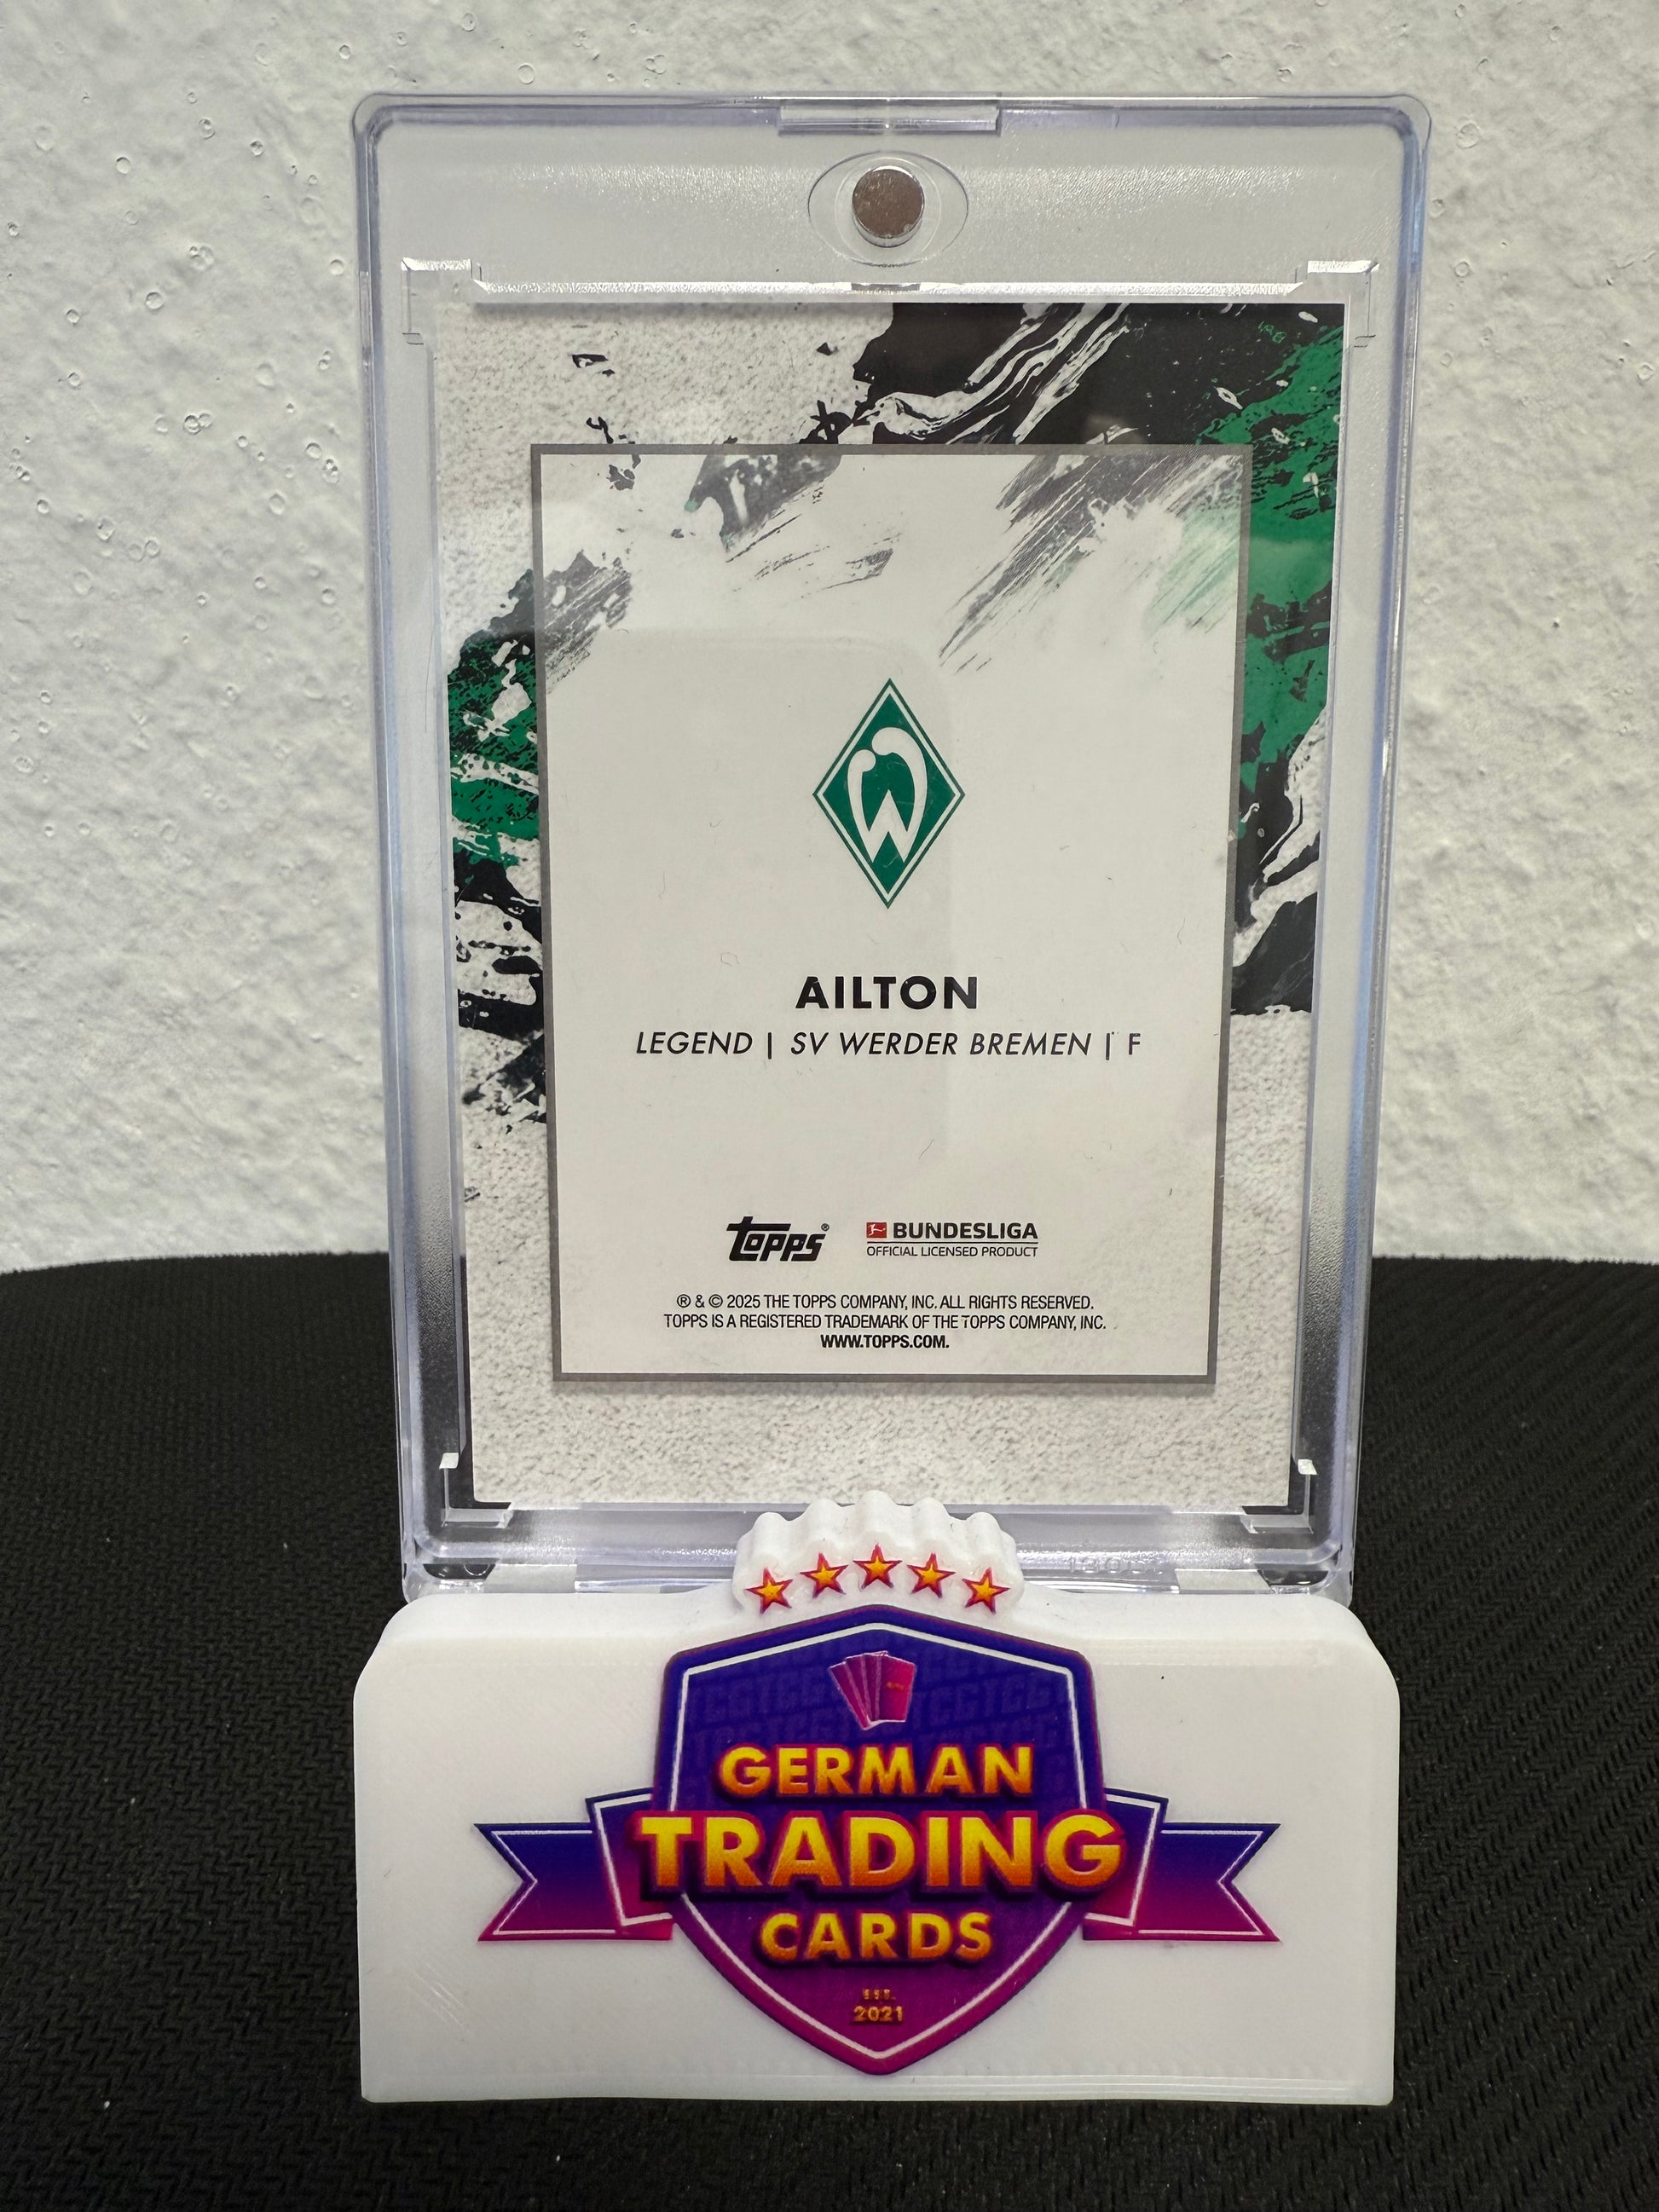 AILTON
LEGEND | SV WERDER BREMEN | F
topps®
BUNDESLIGA
OFFICIAL LICENSED PRODUCT
® & © 2025 THE TOPPS COMPANY, INC. ALL RIGHTS RESERVED.
TOPPS IS A REGISTERED TRADEMARK OF THE TOPPS COMPANY, INC.
WWW.TOPPS.COM.
GERMAN
TRADING
CARDS
EST.
2021